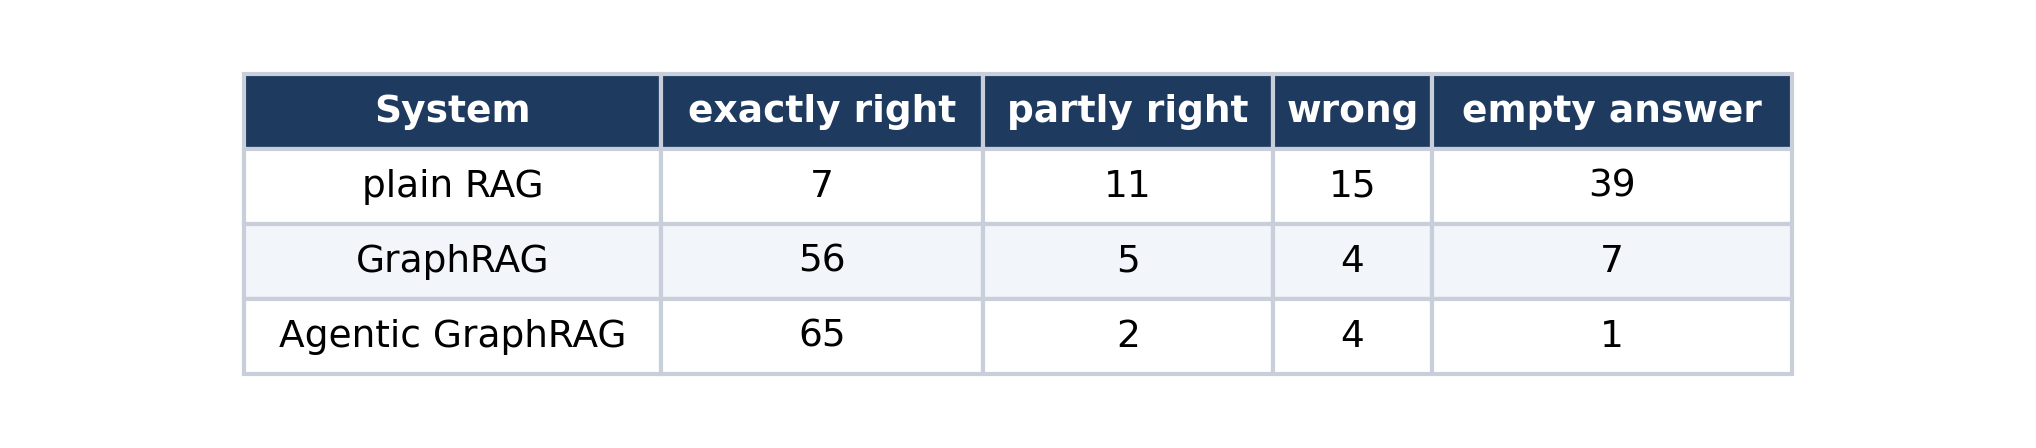 System exactly right partly right wrong empty answer
plain RAG 7 11 15 39
GraphRAG 56 5 4 7
Agentic GraphRAG 65 2 4 1